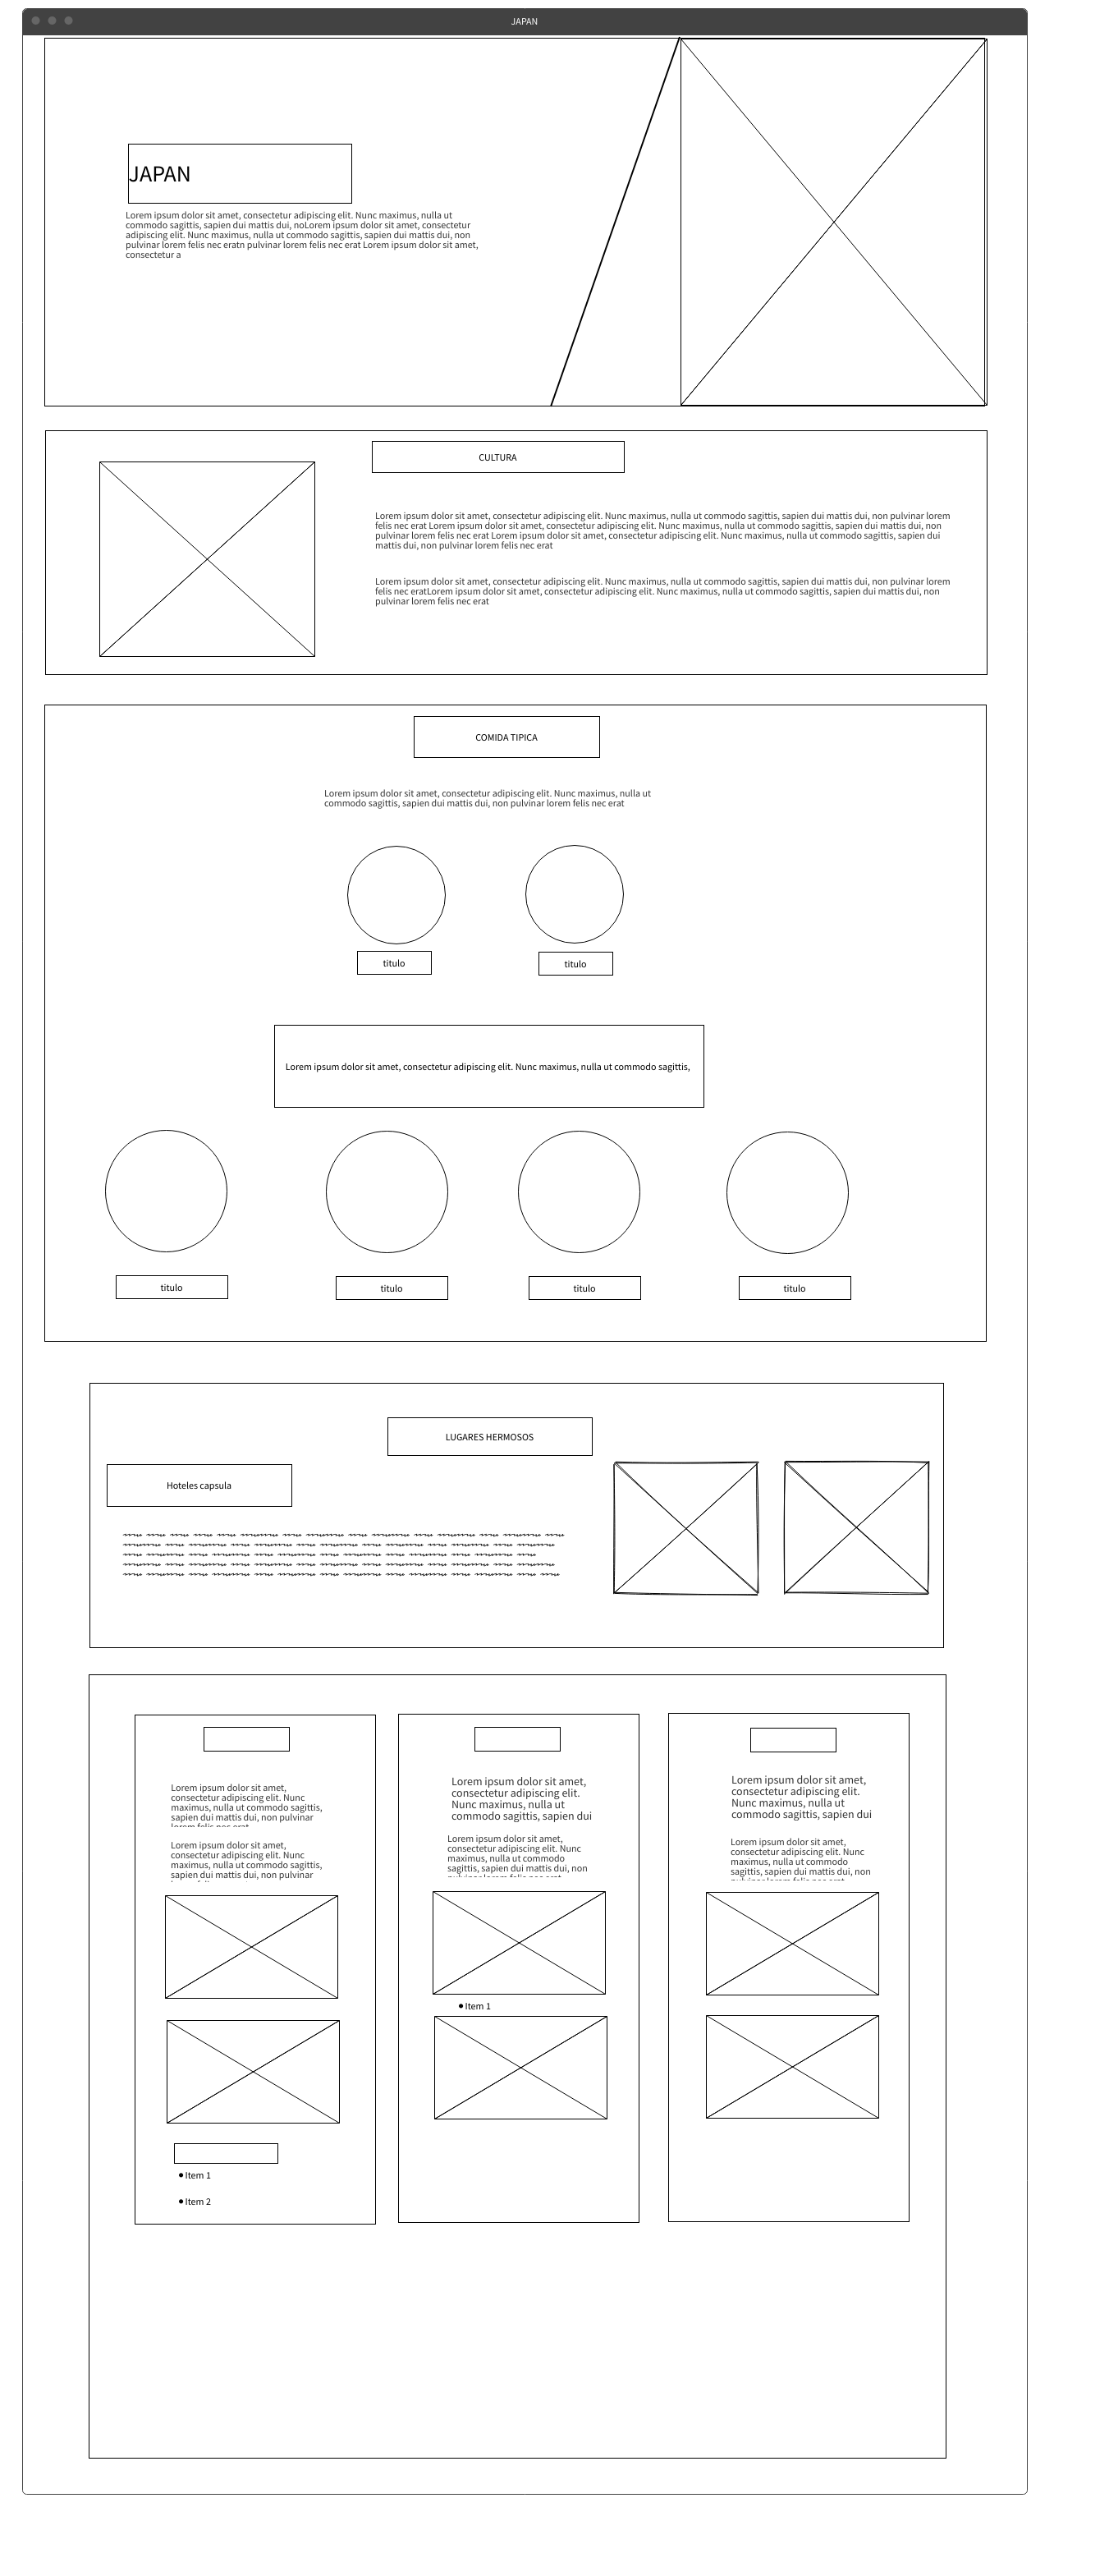 JAPAN
JAPAN
Lorem ipsum dolor sit amet, consectetur adipiscing elit. Nunc maximus, nulla ut
commodo sagittis, sapien dui mattis dui, noLorem ipsum dolor sit amet, consectetur
adipiscing elit. Nunc maximus, nulla ut commodo sagittis, sapien dui mattis dui, non
pulvinar lorem felis nec eratn pulvinar lorem felis nec erat Lorem ipsum dolor sit amet,
consectetur a
CULTURA
Lorem ipsum dolor sit amet, consectetur adipiscing elit. Nunc maximus, nulla ut commodo sagittis, sapien dui mattis dui, non pulvinar lorem
felis nec erat Lorem ipsum dolor sit amet, consectetur adipiscing elit. Nunc maximus, nulla ut commodo sagittis, sapien dui mattis dui, non
pulvinar lorem felis nec erat Lorem ipsum dolor sit amet, consectetur adipiscing elit. Nunc maximus, nulla ut commodo sagittis, sapien dui
mattis dui, non pulvinar lorem felis nec erat
Lorem ipsum dolor sit amet, consectetur adipiscing elit. Nunc maximus, nulla ut commodo sagittis, sapien dui mattis dui, non pulvinar lorem
felis nec eratLorem ipsum dolor sit amet, consectetur adipiscing elit. Nunc maximus, nulla ut commodo sagittis, sapien dui mattis dui, non
pulvinar lorem felis nec erat
COMIDA TIPICA
Lorem ipsum dolor sit amet, consectetur adipiscing elit. Nunc maximus, nulla ut
commodo sagittis, sapien dui mattis dui, non pulvinar lorem felis nec erat
titulo
titulo
Lorem ipsum dolor sit amet, consectetur adipiscing elit. Nunc maximus, nulla ut commodo sagittis,
titulo
titulo
titulo
titulo
LUGARES HERMOSOS
Hoteles capsula
Lorem ipsum dolor sit amet,
consectetur adipiscing elit. Nunc
maximus, nulla ut commodo sagittis,
sapien dui mattis dui, non pulvinar
lorem felis nec erat
Lorem ipsum dolor sit amet,
consectetur adipiscing elit. Nunc
maximus, nulla ut commodo sagittis,
sapien dui mattis dui, non pulvinar
Item 1
Item 2
Lorem ipsum dolor sit amet,
consectetur adipiscing elit.
Nunc maximus, nulla ut
commodo sagittis, sapien dui
Lorem ipsum dolor sit amet,
consectetur adipiscing elit. Nunc
maximus, nulla ut commodo
sagittis, sapien dui mattis dui, non
Item 1
Lorem ipsum dolor sit amet,
consectetur adipiscing elit.
Nunc maximus, nulla ut
commodo sagittis, sapien dui
Lorem ipsum dolor sit amet,
consectetur adipiscing elit. Nunc
maximus, nulla ut commodo
sagittis, sapien dui mattis dui, non